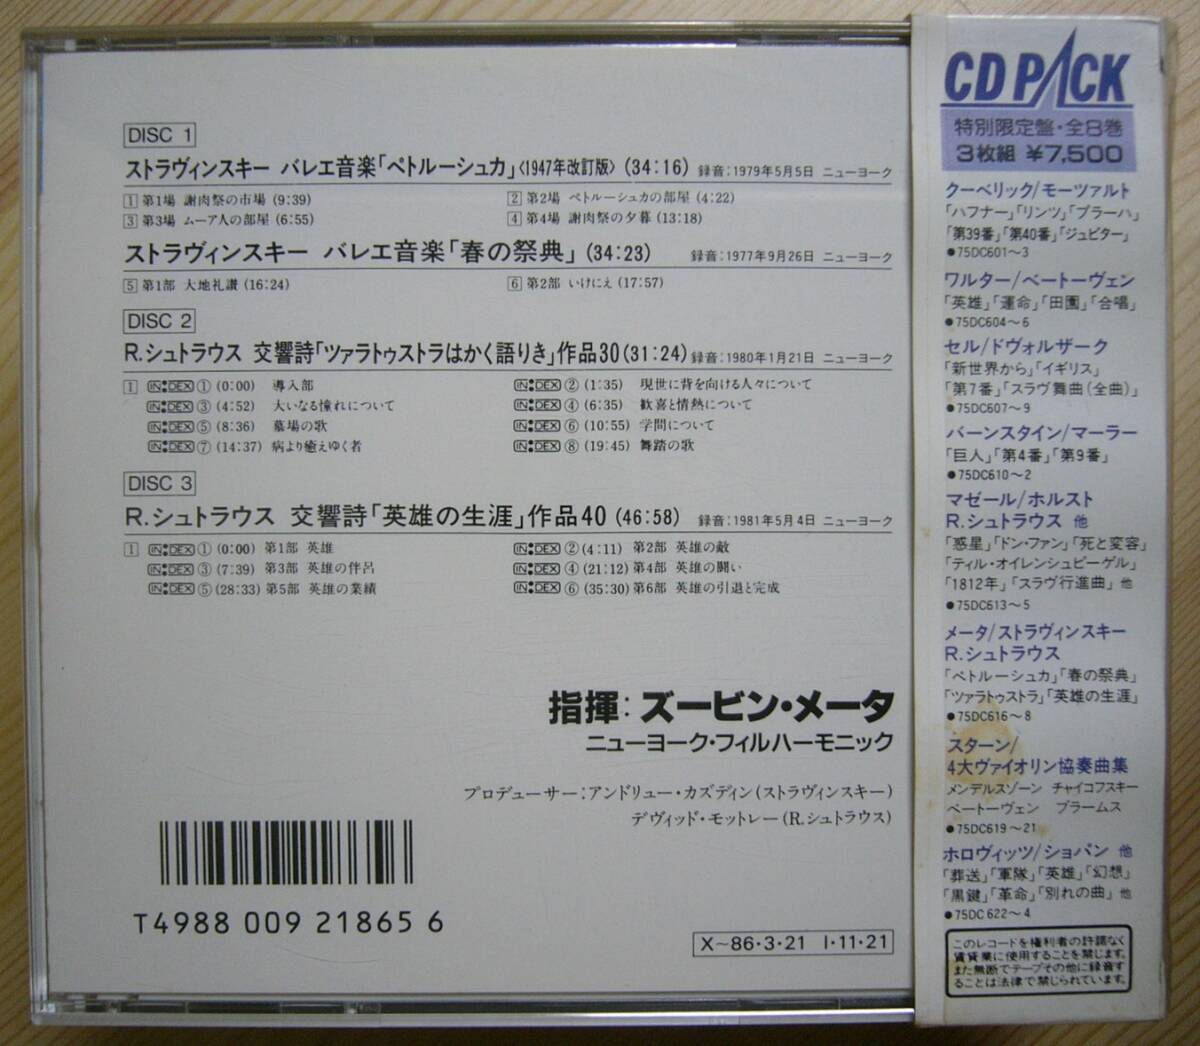 DISC 1
ストラヴィンスキー バレエ音楽「ペトルーシュカ」〈1947年改訂版〉(34:16) 録音:1979年5月5日 ニューヨーク
1 第1場 謝肉祭の市場 (9:39) 2 第2場 ペトルーシュカの部屋 (4:22)
3 第3場 ムーア人の部屋 (6:55) 4 第4場 謝肉祭の夕暮 (13:18)
ストラヴィンスキー バレエ音楽「春の祭典」(34:23) 録音:1977年9月26日 ニューヨーク
5 第1部 大地礼讃 (16:24) 6 第2部 いけにえ (17:57)
DISC 2
R.シュトラウス 交響詩「ツァラトゥストラはかく語りき」作品30(31:24) 録音:1980年1月21日 ニューヨーク
1 INDEX ① (0:00) 導入部 INDEX ② (1:35) 現世に背を向ける人々について
INDEX ③ (4:52) 大いなる憧れについて INDEX ④ (6:35) 歓喜と情熱について
INDEX ⑤ (8:36) 墓場の歌 INDEX ⑥ (10:55) 学問について
INDEX ⑦ (14:37) 病より癒えゆく者 INDEX ⑧ (19:45) 舞踏の歌
DISC 3
R.シュトラウス 交響詩「英雄の生涯」作品40 (46:58) 録音:1981年5月4日 ニューヨーク
1 INDEX ① (0:00) 第1部 英雄 INDEX ② (4:11) 第2部 英雄の敵
INDEX ③ (7:39) 第3部 英雄の伴呂 INDEX ④ (21:12) 第4部 英雄の闘い
INDEX ⑤ (28:33) 第5部 英雄の業績 INDEX ⑥ (35:30) 第6部 英雄の引退と完成
指揮:ズービン・メータ
ニューヨーク・フィルハーモニック
プロデューサー:アンドリュー・カズディン(ストラヴィンスキー)
デヴィッド・モットレー(R.シュトラウス)
T4988 009 21865 6
X〜86・3・21 I・11・21
CD PACK
特別限定盤・全8巻
3枚組 ¥7,500
クーベリック/モーツァルト
「ハフナー」「リンツ」「プラーハ」
「第39番」「第40番」「ジュピター」
●75DC601〜3
ワルター/ベートーヴェン
「英雄」「運命」「田園」「合唱」
●75DC604〜6
セル/ドヴォルザーク
「新世界から」「イギリス」
「第7番」「スラヴ舞曲(全曲)」
●75DC607〜9
バーンスタイン/マーラー
「巨人」「第4番」「第9番」
●75DC610〜2
マゼール/ホルスト
R.シュトラウス 他
「惑星」「ドン・ファン」「死と変容」
「ティル・オイレンシュピーゲル」
「1812年」「スラヴ行進曲」他
●75DC613〜5
メータ/ストラヴィンスキー
R.シュトラウス
「ペトルーシュカ」「春の祭典」
「ツァラトゥストラ」「英雄の生涯」
●75DC616〜8
スターン/
4大ヴァイオリン協奏曲集
メンデルスゾーン チャイコフスキー
ベートーヴェン ブラームス
●75DC619〜21
ホロヴィッツ/ショパン 他
「葬送」「軍隊」「英雄」「幻想」
「黒鍵」「革命」「別れの曲」他
●75DC 622〜4
このレコードを権利者の許諾なく
賃貸業に使用することを禁じます。
また無断でテープその他に録音す
ることは法律で禁じられています。